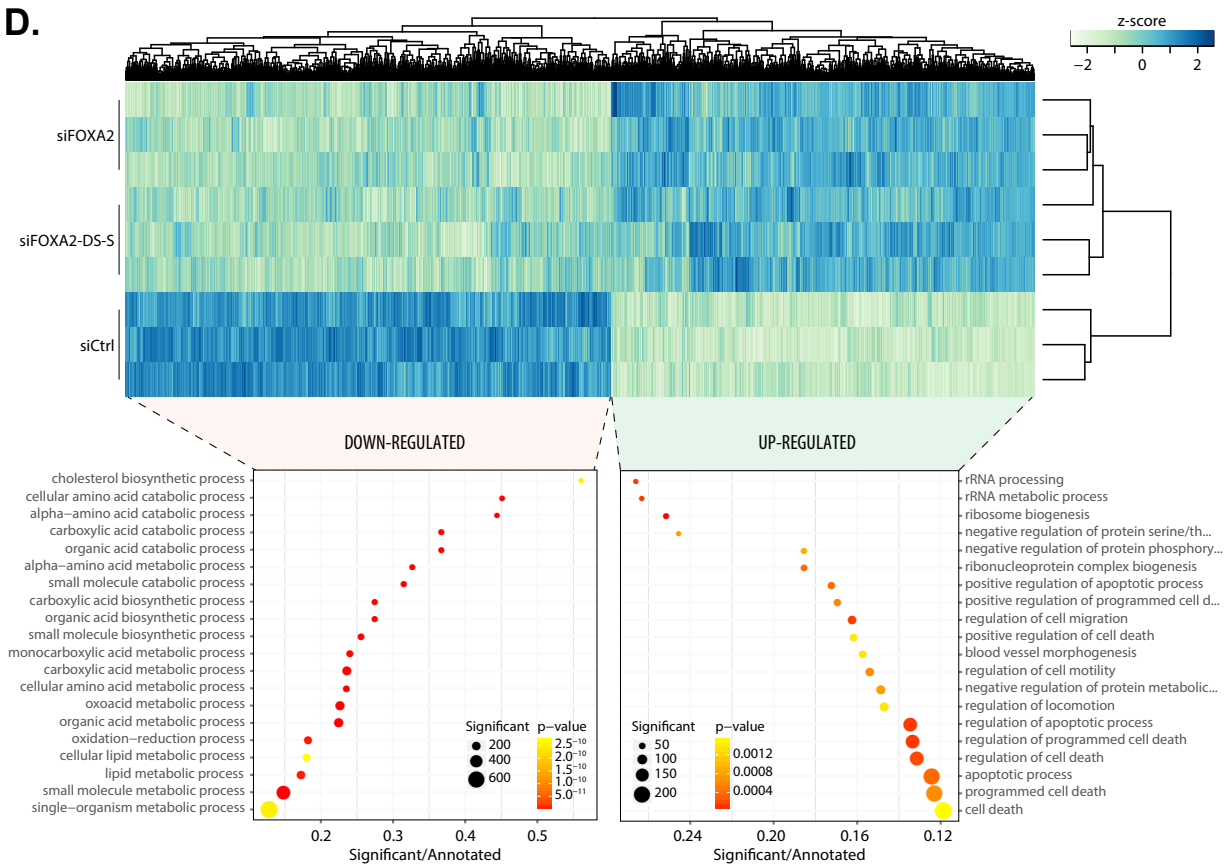 D.
z-score
−2 0 2
siFOXA2
siFOXA2-DS-S
siCtrl
DOWN-REGULATED
UP-REGULATED
cholesterol biosynthetic process
cellular amino acid catabolic process
alpha−amino acid catabolic process
carboxylic acid catabolic process
organic acid catabolic process
alpha−amino acid metabolic process
small molecule catabolic process
carboxylic acid biosynthetic process
organic acid biosynthetic process
small molecule biosynthetic process
monocarboxylic acid metabolic process
carboxylic acid metabolic process
cellular amino acid metabolic process
oxoacid metabolic process
organic acid metabolic process
oxidation−reduction process
cellular lipid metabolic process
lipid metabolic process
small molecule metabolic process
single−organism metabolic process
Significant
200
400
600
p−value
2.5⁻¹⁰
2.0⁻¹⁰
1.5⁻¹⁰
1.0⁻¹⁰
5.0⁻¹¹
0.2 0.3 0.4 0.5
Significant/Annotated
rRNA processing
rRNA metabolic process
ribosome biogenesis
negative regulation of protein serine/th...
negative regulation of protein phosphory...
ribonucleoprotein complex biogenesis
positive regulation of apoptotic process
positive regulation of programmed cell d...
regulation of cell migration
positive regulation of cell death
blood vessel morphogenesis
regulation of cell motility
negative regulation of protein metabolic...
regulation of locomotion
regulation of apoptotic process
regulation of programmed cell death
regulation of cell death
apoptotic process
programmed cell death
cell death
Significant
50
100
150
200
p−value
0.0012
0.0008
0.0004
0.24 0.20 0.16 0.12
Significant/Annotated